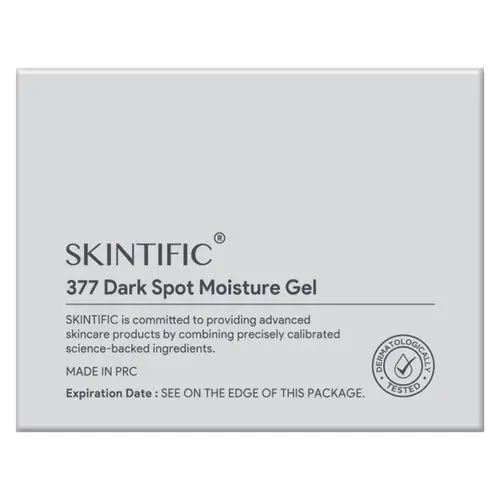 SKINTIFIC®
377 Dark Spot Moisture Gel
SKINTIFIC is committed to providing advanced
skincare products by combining precisely calibrated
science-backed ingredients.
MADE IN PRC
Expiration Date : SEE ON THE EDGE OF THIS PACKAGE.
• DERMATOLOGICALLY •
TESTED